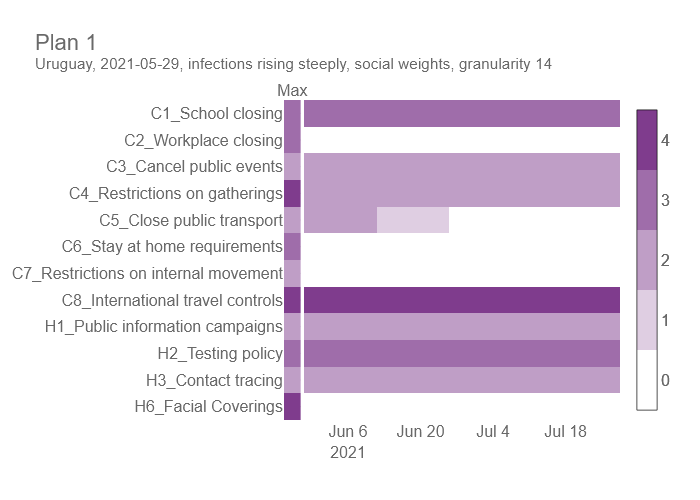 Plan 1
Uruguay, 2021-05-29, infections rising steeply, social weights, granularity 14
Max
C1_School closing
C2_Workplace closing
C3_Cancel public events
C4_Restrictions on gatherings
C5_Close public transport
C6_Stay at home requirements
C7_Restrictions on internal movement
C8_International travel controls
H1_Public information campaigns
H2_Testing policy
H3_Contact tracing
H6_Facial Coverings
4
3
2
1
0
Jun 6 Jun 20 Jul 4 Jul 18
2021